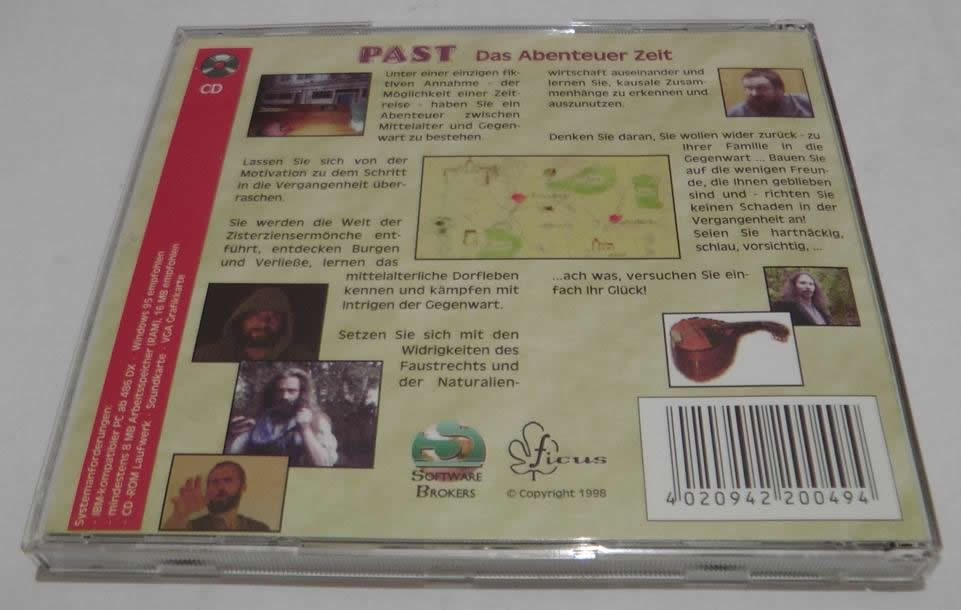 PAST Das Abenteuer Zeit
CD
Unter einer einzigen fik-
tiven Annahme - der
Möglichkeit einer Zeit-
reise - haben Sie ein
Abenteuer zwischen
Mittelalter und Gegen-
wart zu bestehen.
Lassen Sie sich von der
Motivation zu dem Schritt
in die Vergangenheit über-
raschen.
Sie werden die Welt der
Zisterziensermönche ent-
führt, entdecken Burgen
und Verließe, lernen das
mittelalterliche Dorfleben
kennen und kämpfen mit
Intrigen der Gegenwart.
Setzen Sie sich mit den
Widrigkeiten des
Faustrechts und
der Naturalien-
wirtschaft auseinander und
lernen Sie, kausale Zusam-
menhänge zu erkennen und
auszunutzen.
Denken Sie daran, Sie wollen wider zurück - zu
Ihrer Familie in die
Gegenwart ... Bauen Sie
auf die wenigen Freun-
de, die Ihnen geblieben
sind und - richten Sie
keinen Schaden in der
Vergangenheit an!
Seien Sie hartnäckig,
schlau, vorsichtig, ...
...ach was, versuchen Sie ein-
fach Ihr Glück!
Systemanforderungen:
- IBM-kompatibler PC ab 486 DX · Windows 95 empfohlen
- mindestens 8 MB Arbeitsspeicher (RAM), 16 MB empfohlen
- CD -ROM Laufwerk · Soundkarte · VGA Grafikkarte
SOFTWARE
BROKERS
ficus
© Copyright 1998
4 020942 200494